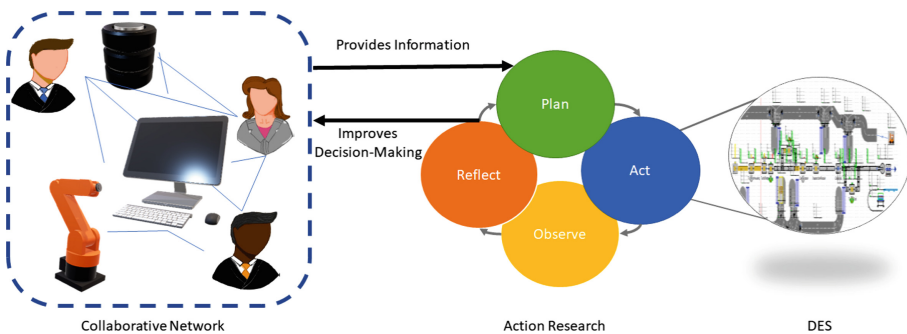 Provides Information
Improves
Decision-Making
Plan
Reflect
Act
Observe
Collaborative Network
Action Research
DES